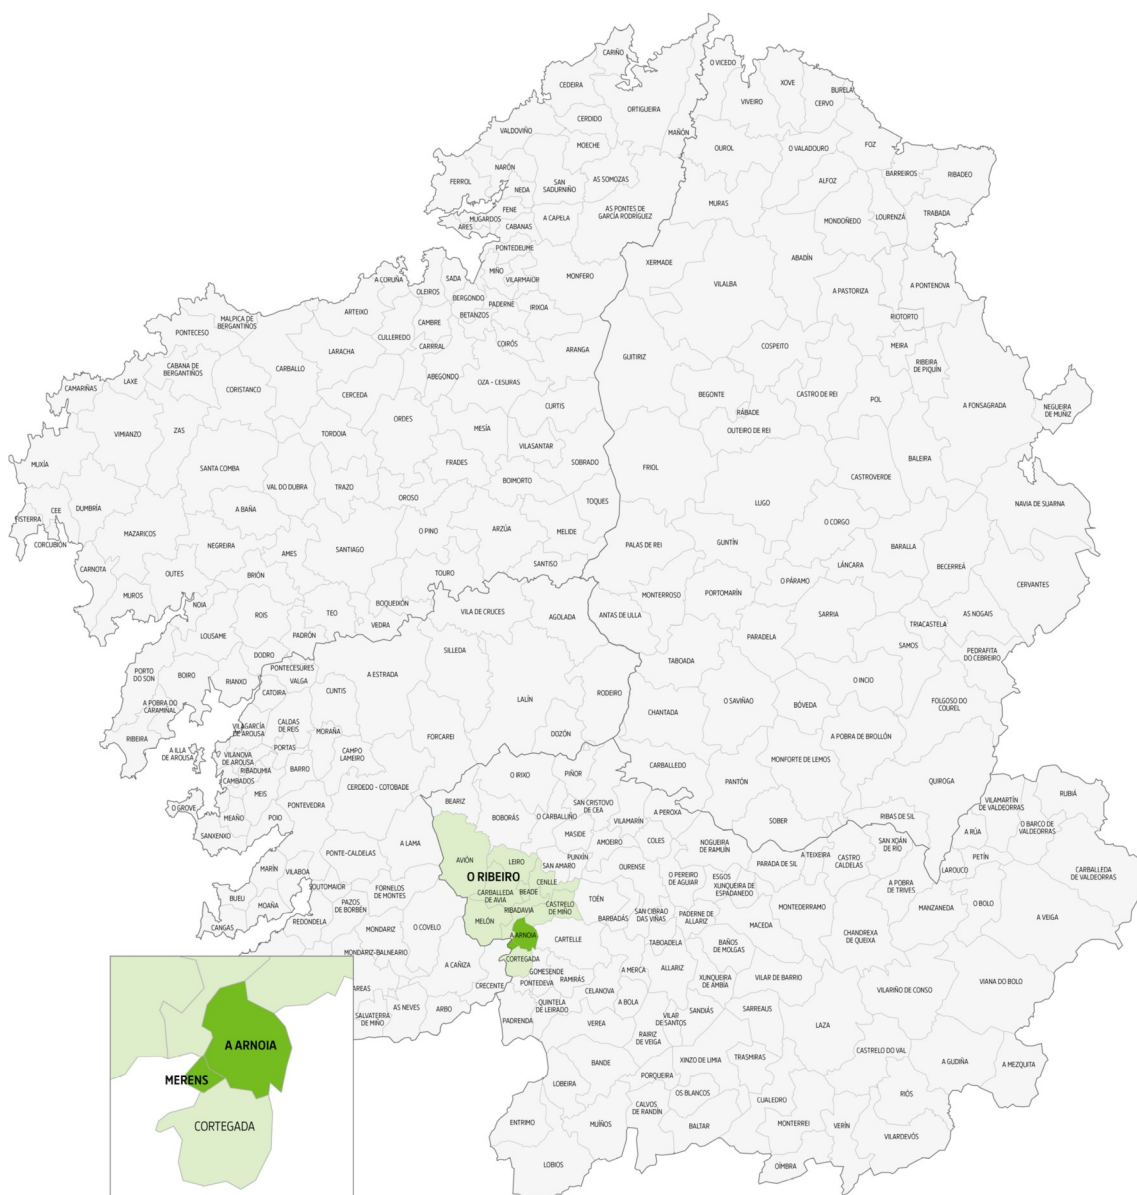 CARIÑO
O VICEDO
CEDEIRA
XOVE
BURELA
ORTIGUEIRA
VIVEIRO
CERVO
CERDIDO
VALDOVIÑO
MAÑÓN
MOECHE
OUROL
O VALADOURO
FOZ
NARÓN
BARREIROS
RIBADEO
FERROL
NEDA
SAN
SADURNIÑO
AS SOMOZAS
ALFOZ
MURAS
FENE
MUGARDOS
A CAPELA
AS PONTES DE
GARCÍA RODRÍGUEZ
MONDOÑEDO
LOURENZÁ
TRABADA
ARES
CABANAS
PONTEDEUME
XERMADE
ABADÍN
A CORUÑA
SADA
MIÑO
VILARMAIOR
MONFERO
VILALBA
A PASTORIZA
A PONTENOVA
OLEIROS
BERGONDO
PADERNE
IRIXOA
MALPICA DE
BERGANTIÑOS
ARTEIXO
CAMBRE
BETANZOS
RIOTORTO
PONTECESO
CULLEREDO
CARRRAL
COIRÓS
ARANGA
GUITIRIZ
COSPEITO
MEIRA
LARACHA
RIBEIRA
DE PIQUÍN
CABANA DE
BERGANTIÑOS
CARBALLO
ABEGONDO
OZA - CESURAS
CAMARIÑAS
LAXE
CORISTANCO
CERCEDA
BEGONTE
CASTRO DE REI
POL
A FONSAGRADA
NEGUEIRA
DE MUÑIZ
CURTIS
RÁBADE
ORDES
VIMIANZO
ZAS
TORDOIA
MESÍA
OUTEIRO DE REI
VILASANTAR
MUXÍA
SANTA COMBA
FRADES
SOBRADO
FRIOL
BALEIRA
VAL DO DUBRA
TRAZO
BOIMORTO
CASTROVERDE
OROSO
TOQUES
LUGO
NAVIA DE SUARNA
CEE
DUMBRÍA
A BAÑA
FISTERRA
MAZARICOS
O PINO
ARZÚA
MELIDE
O CORGO
CORCUBIÓN
NEGREIRA
SANTIAGO
PALAS DE REI
GUNTÍN
BARALLA
AMES
CARNOTA
OUTES
BRIÓN
TOURO
SANTISO
LÁNCARA
BECERREÁ
CERVANTES
MUROS
O PÁRAMO
MONTERROSO
PORTOMARÍN
NOIA
BOQUEIXÓN
VILA DE CRUCES
AGOLADA
ANTAS DE ULLA
SARRIA
AS NOGAIS
ROIS
TEO
TRIACASTELA
LOUSAME
VEDRA
PADRÓN
PARADELA
SAMOS
SILLEDA
PEDRAFITA
DO CEBREIRO
DODRO
TABOADA
PORTO
DO SON
BOIRO
RIANXO
PONTECESURES
VALGA
A ESTRADA
O INCIO
CATOIRA
CUNTIS
LALÍN
RODEIRO
O SAVIÑAO
BÓVEDA
FOLGOSO
DO COUREL
A POBRA DO
CARAMIÑAL
CHANTADA
VILAGARCÍA
DE AROUSA
CALDAS
DE REIS
MORAÑA
FORCAREI
DOZÓN
A POBRA DE BROLLÓN
RIBEIRA
A ILLA
DE AROUSA
VILANOVA
DE AROUSA
PORTAS
CAMPO
LAMEIRO
MONFORTE DE LEMOS
RIBADUMIA
BARRO
CARBALLEDO
CAMBADOS
O IRIXO
PIÑOR
PANTÓN
QUIROGA
CERDEDO - COTOBADE
MEIS
BEARIZ
SAN CRISTOVO
DE CEA
RUBIÁ
O GROVE
PONTEVEDRA
VILAMARTÍN
DE VALDEORRAS
MEAÑO
POIO
BOBORÁS
O CARBALLIÑO
VILAMARÍN
A PEROXA
SOBER
RIBAS DE SIL
O BARCO DE
VALDEORRAS
SANXENXO
A LAMA
MASIDE
AMOEIRO
COLES
NOGUEIRA
DE RAMUÍN
SAN XOÁN
DE RÍO
A RÚA
PONTE-CALDELAS
AVIÓN
LEIRO
PUNXÍN
A TEIXEIRA
PETÍN
MARÍN
SAN AMARO
OURENSE
PARADA DE SIL
CASTRO
CALDELAS
LAROUCO
CARBALLEDA
DE VALDEORRAS
VILABOA
O RIBEIRO
CENLLE
O PEREIRO
DE AGUIAR
ESGOS
XUNQUEIRA DE
ESPADANEDO
A POBRA
DE TRIVES
SOUTOMAIOR
FORNELOS
DE MONTES
CARBALLEDA
DE AVIA
BEADE
TOÉN
O BOLO
BUEU
MOAÑA
PAZOS
DE BORBÉN
CASTRELO
DE MIÑO
MANZANEDA
RIBADAVIA
SAN CIBRAO
DAS VIÑAS
PADERNE DE
ALLARIZ
MONTEDERRAMO
A VEIGA
CANGAS
REDONDELA
MELÓN
BARBADÁS
MONDARIZ
O COVELO
MACEDA
A ARNOIA
CARTELLE
CHANDREXA
DE QUEIXA
MONDARIZ-BALNEARIO
TABOADELA
BAÑOS
DE MOLGAS
CORTEGADA
A CAÑIZA
GOMESENDE
A MERCA
ALLARIZ
XUNQUEIRA
DE AMBÍA
VILAR DE BARRIO
RAMIRÁS
VIANA DO BOLO
PONTEDEVA
CRECENTE
CELANOVA
VILARIÑO DE CONSO
AREAS
AS NEVES
ARBO
QUINTELA
DE LEIRADO
A BOLA
SALVATERRA
DE MIÑO
PADRENDA
VEREA
VILAR
DE SANTOS
SANDIÁS
SARREAUS
LAZA
RAIRIZ
DE VEIGA
CASTRELO DO VAL
BANDE
XINZO DE LIMIA
TRASMIRAS
A GUDIÑA
A MEZQUITA
LOBEIRA
PORQUEIRA
OS BLANCOS
CUALEDRO
RIÓS
ENTRIMO
MUÍÑOS
CALVOS
DE RANDÍN
BALTAR
MONTERREI
VERÍN
VILARDEVÓS
LOBIOS
OÍMBRA
A ARNOIA
MERENS
CORTEGADA